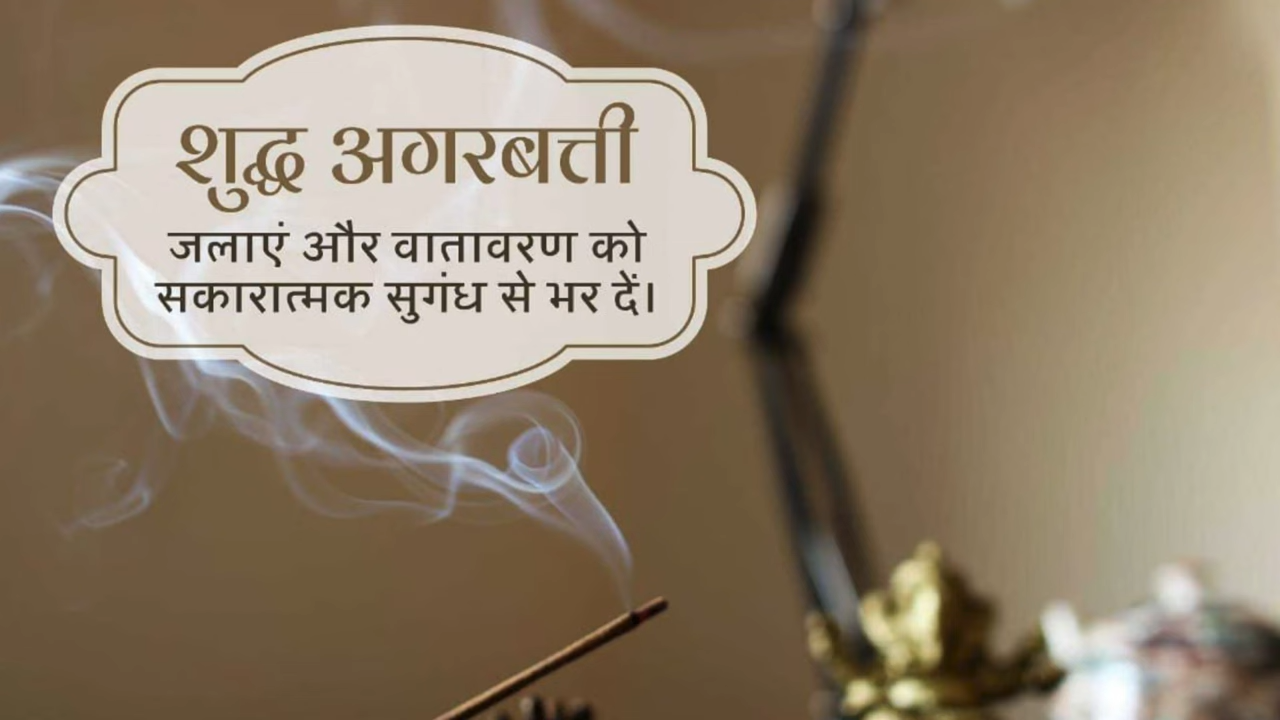 शुद्ध अगरबत्ती
जलाएं और वातावरण को
सकारात्मक सुगंध से भर दें।